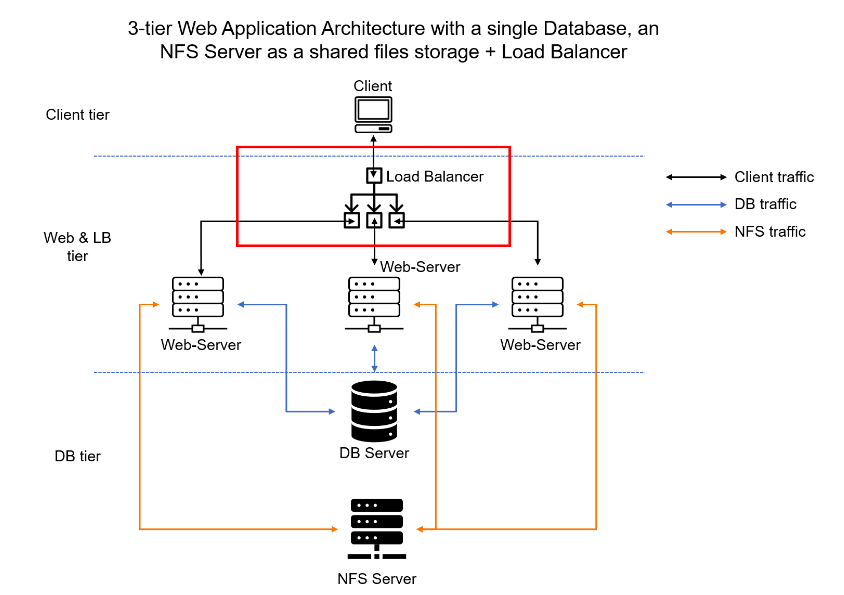 3-tier Web Application Architecture with a single Database, an
NFS Server as a shared files storage + Load Balancer
Client
Client tier
Load Balancer
Client traffic
DB traffic
NFS traffic
Web & LB
tier
Web-Server
Web-Server
Web-Server
DB Server
DB tier
NFS Server